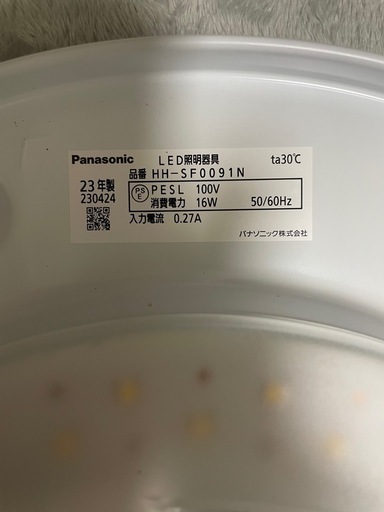 Panasonic LED照明器具 ta30℃
品番 HH-SF0091N
23年製 PS E PESL 100V
230424 消費電力 16W 50/60Hz
入力電流 0.27A
パナソニック株式会社